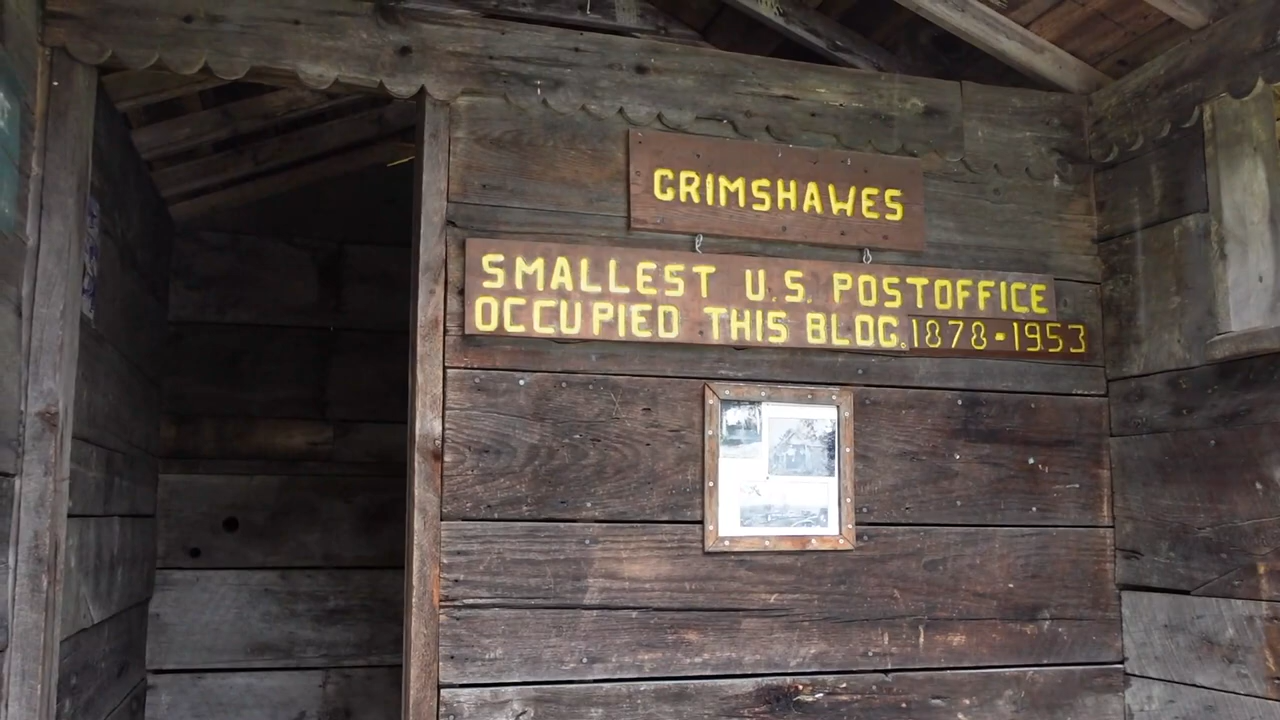 GRIMSHAWES
SMALLEST U.S. POSTOFFICE
OCCUPIED THIS BLDG. 1878-1953